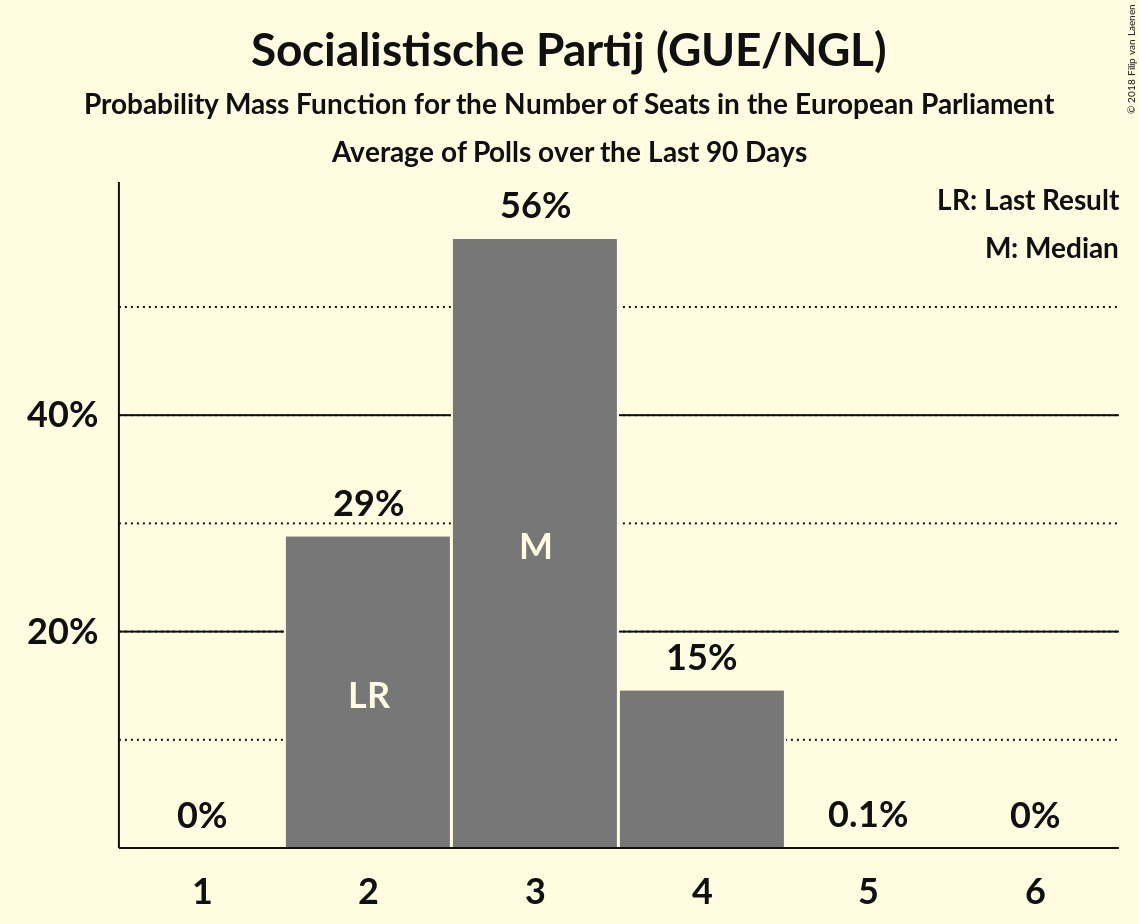 Socialistische Partij (GUE/NGL)
Probability Mass Function for the Number of Seats in the European Parliament
Average of Polls over the Last 90 Days
© 2018 Filip van Laenen
LR: Last Result
M: Median
56%
40%
29%
M
20%
15%
LR
0%
0.1%
0%
1 2 3 4 5 6